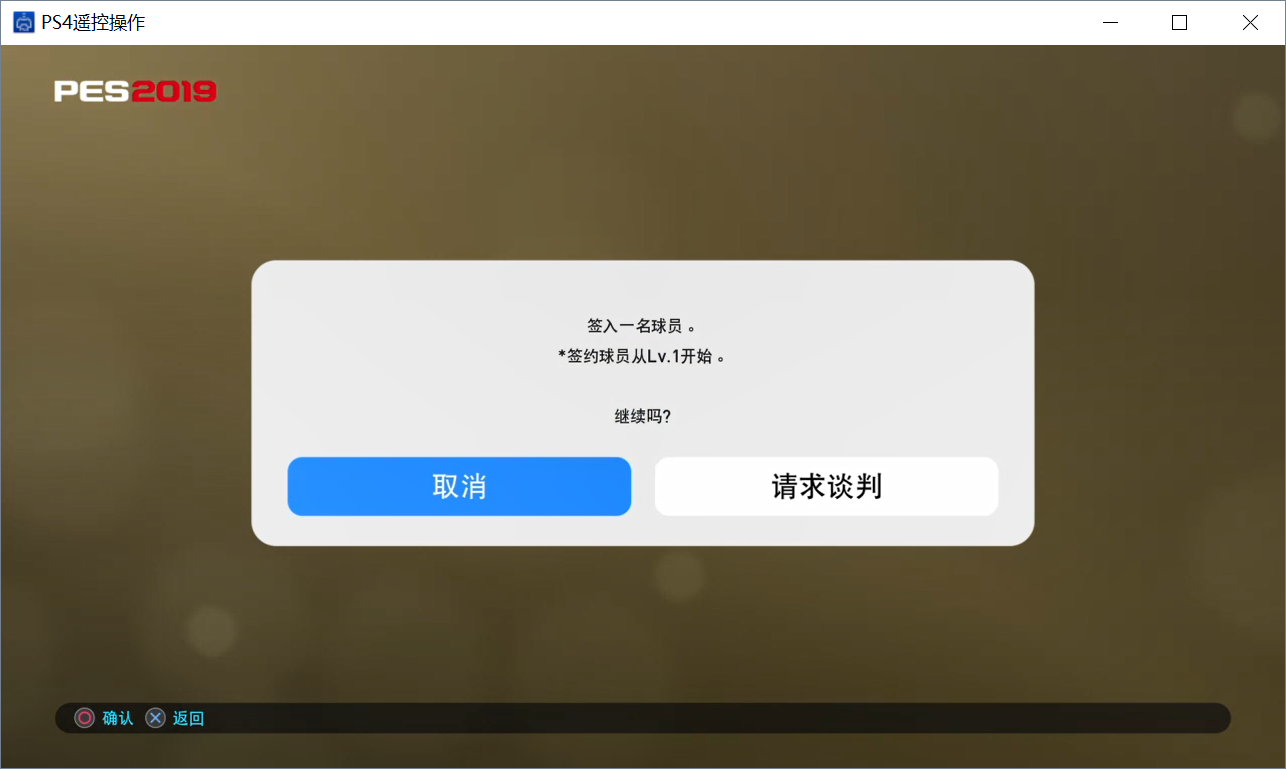 PS4遥控操作
PES2019
签入一名球员。
*签约球员从Lv.1开始。
继续吗?
取消
请求谈判
确认 返回